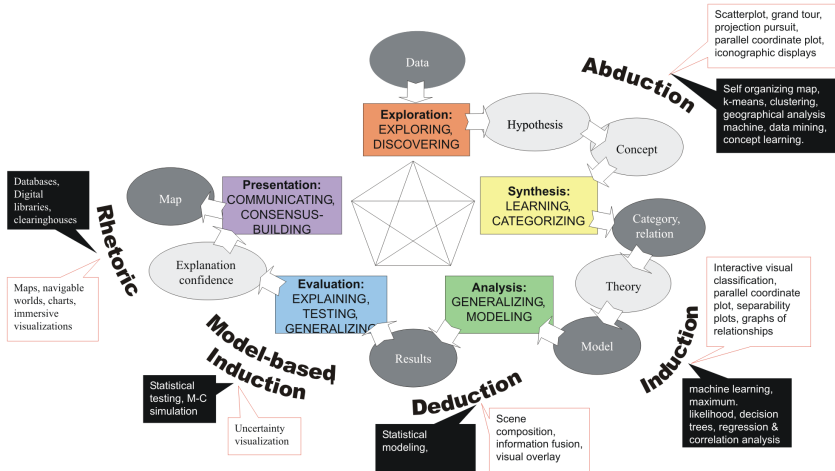 Scatterplot, grand tour,
projection pursuit,
parallel coordinate plot,
iconographic displays
Abduction
Self organizing map,
k-means, clustering,
geographical analysis
machine, data mining,
concept learning.
Data
Exploration:
EXPLORING,
DISCOVERING
Hypothesis
Concept
Synthesis:
LEARNING,
CATEGORIZING
Category,
relation
Theory
Model
Induction
Interactive visual
classification,
parallel coordinate
plot, separability
plots, graphs of
relationships
machine learning,
maximum.
likelihood, decision
trees, regression &
correlation analysis
Analysis:
GENERALIZING,
MODELING
Results
Deduction
Statistical
modeling,
Scene
composition,
information fusion,
visual overlay
Evaluation:
EXPLAINING,
TESTING,
GENERALIZING
Model-based
Induction
Statistical
testing, M-C
simulation
Uncertainty
visualization
Explanation
confidence
Presentation:
COMMUNICATING,
CONSENSUS-
BUILDING
Map
Rhetoric
Databases,
Digital
libraries,
clearinghouses
Maps, navigable
worlds, charts,
immersive
visualizations